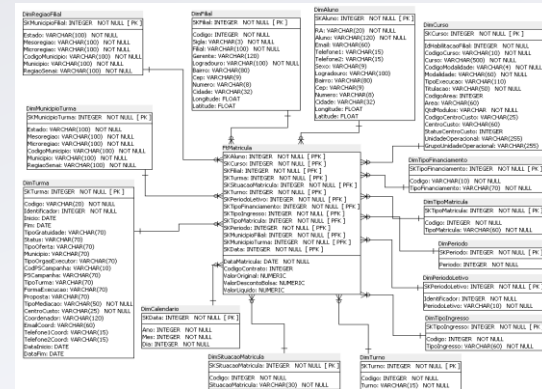 DimRegiaoFilial
SKMunicipioFilial: INTEGER NOT NULL [ PK ]
Estado: VARCHAR(100) NOT NULL
Mesoregiao: VARCHAR(100) NOT NULL
Microregiao: VARCHAR(100) NOT NULL
CodigoMunicipio: VARCHAR(100) NOT NULL
Municipio: VARCHAR(100) NOT NULL
RegiaoSenai: VARCHAR(100) NOT NULL
DimFilial
SKFilial: INTEGER NOT NULL [ PK ]
Codigo: INTEGER NOT NULL
Sigla: VARCHAR(3) NOT NULL
Filial: VARCHAR(100) NOT NULL
Gerente: VARCHAR(120)
Logradouro: VARCHAR(100) NOT NULL
Bairro: VARCHAR(80)
Cep: VARCHAR(9)
Numero: VARCHAR(8)
Cidade: VARCHAR(32)
Longitude: FLOAT
Latitude: FLOAT
DimAluno
SKAluno: INTEGER NOT NULL [ PK ]
RA: VARCHAR(20) NOT NULL
Aluno: VARCHAR(120) NOT NULL
Email: VARCHAR(60)
Telefone1: VARCHAR(15)
Telefone2: VARCHAR(15)
Sexo: VARCHAR(9)
Logradouro: VARCHAR(100)
Bairro: VARCHAR(80)
Cep: VARCHAR(9)
Numero: VARCHAR(8)
Cidade: VARCHAR(32)
Longitude: FLOAT
Latitude: FLOAT
DimCurso
SKCurso: INTEGER NOT NULL [ PK ]
IdHabilitacaoFilial: INTEGER NOT NULL
CodigoCurso: VARCHAR(10) NOT NULL
Curso: VARCHAR(500) NOT NULL
CodigoModalidade: VARCHAR(4) NOT NULL
Modalidade: VARCHAR(60) NOT NULL
TipoExecucao: VARCHAR(110)
Titulacao: VARCHAR(50) NOT NULL
CodigoArea: INTEGER
Area: VARCHAR(60)
QtdModulos: VARCHAR NOT NULL
CodigoCentroCusto: VARCHAR(25)
CentroCusto: VARCHAR(60)
StatusCentroCusto: INTEGER
UnidadeOperacional: VARCHAR(255)
GrupoUnidadeOperacional: VARCHAR(255)
DimMunicipioTurma
SKMunicipioTurma: INTEGER NOT NULL [ PK ]
Estado: VARCHAR(100) NOT NULL
Mesoregiao: VARCHAR(100) NOT NULL
Microregiao: VARCHAR(100) NOT NULL
CodigoMunicipio: VARCHAR(100) NOT NULL
Municipio: VARCHAR(100) NOT NULL
RegiaoSenai: VARCHAR(100) NOT NULL
FtMatricula
SKAluno: INTEGER NOT NULL [ PFK ]
SKCurso: INTEGER NOT NULL [ PFK ]
SKFilial: INTEGER NOT NULL [ PFK ]
SKTurma: INTEGER NOT NULL [ PFK ]
SKSituacaoMatricula: INTEGER NOT NULL [ PFK ]
SKTurno: INTEGER NOT NULL [ PFK ]
SKPeriodoLetivo: INTEGER NOT NULL [ PFK ]
SKTipoFinanciamento: INTEGER NOT NULL [ PFK ]
SKTipoIngresso: INTEGER NOT NULL [ PFK ]
SKTipoMatricula: INTEGER NOT NULL [ PFK ]
SKPeriodo: INTEGER NOT NULL [ PFK ]
SKMunicipioFilial: INTEGER NOT NULL [ PFK ]
SKMunicipioTurma: INTEGER NOT NULL [ PFK ]
SKData: INTEGER NOT NULL [ PFK ]
DataMatricula: DATE NOT NULL
CodigoContrato: INTEGER
ValorOriginal: NUMERIC
ValorDescontoBolsa: NUMERIC
ValorLiquido: NUMERIC
DimTipoFinanciamento
SKTipoFinanciamento: INTEGER NOT NULL [ PK ]
Codigo: VARCHAR(10) NOT NULL
TipoFinanciamento: VARCHAR(70) NOT NULL
DimTipoMatricula
SKTipoMatricula: INTEGER NOT NULL [ PK ]
Codigo: INTEGER NOT NULL
TipoMatricula: VARCHAR(60) NOT NULL
DimPeriodo
SKPeriodo: INTEGER NOT NULL [ PK ]
Periodo: INTEGER NOT NULL
DimPeriodoLetivo
SKPeriodoLetivo: INTEGER NOT NULL [ PK ]
Identificador: INTEGER NOT NULL
PeriodoLetivo: VARCHAR(10) NOT NULL
DimTipoIngresso
SKTipoIngresso: INTEGER NOT NULL [ PK ]
Codigo: INTEGER NOT NULL
TipoIngresso: VARCHAR(60) NOT NULL
DimTurma
SKTurma: INTEGER NOT NULL [ PK ]
Codigo: VARCHAR(20) NOT NULL
Identificador: INTEGER NOT NULL
Inicio: DATE
Fim: DATE
TipoGratuidade: VARCHAR(70)
Status: VARCHAR(70)
TipoOferta: VARCHAR(70)
Municipio: VARCHAR(70)
TipoOrgaoExecutor: VARCHAR(70)
CodPSCampanha: VARCHAR(10)
PSCampanha: VARCHAR(70)
TipoTurma: VARCHAR(70)
FormaExecucao: VARCHAR(70)
Proposta: VARCHAR(70)
TipoMediacao: VARCHAR(50) NOT NULL
CentroCusto: VARCHAR(25) NOT NULL
Coordenador: VARCHAR(120)
EmailCoord: VARCHAR(60)
Telefone1Coord: VARCHAR(15)
Telefone2Coord: VARCHAR(15)
DataInicio: DATE
DataFim: DATE
DimCalendario
SKData: INTEGER NOT NULL [ PK ]
Ano: INTEGER NOT NULL
Mes: INTEGER NOT NULL
Dia: INTEGER NOT NULL
DimSituacaoMatricula
SKSituacaoMatricula: INTEGER NOT NULL [ PK ]
Codigo: INTEGER NOT NULL
SituacaoMatricula: VARCHAR(30) NOT NULL
DimTurno
SKTurno: INTEGER NOT NULL [ PK ]
Codigo: INTEGER NOT NULL
Turno: VARCHAR(15) NOT NULL